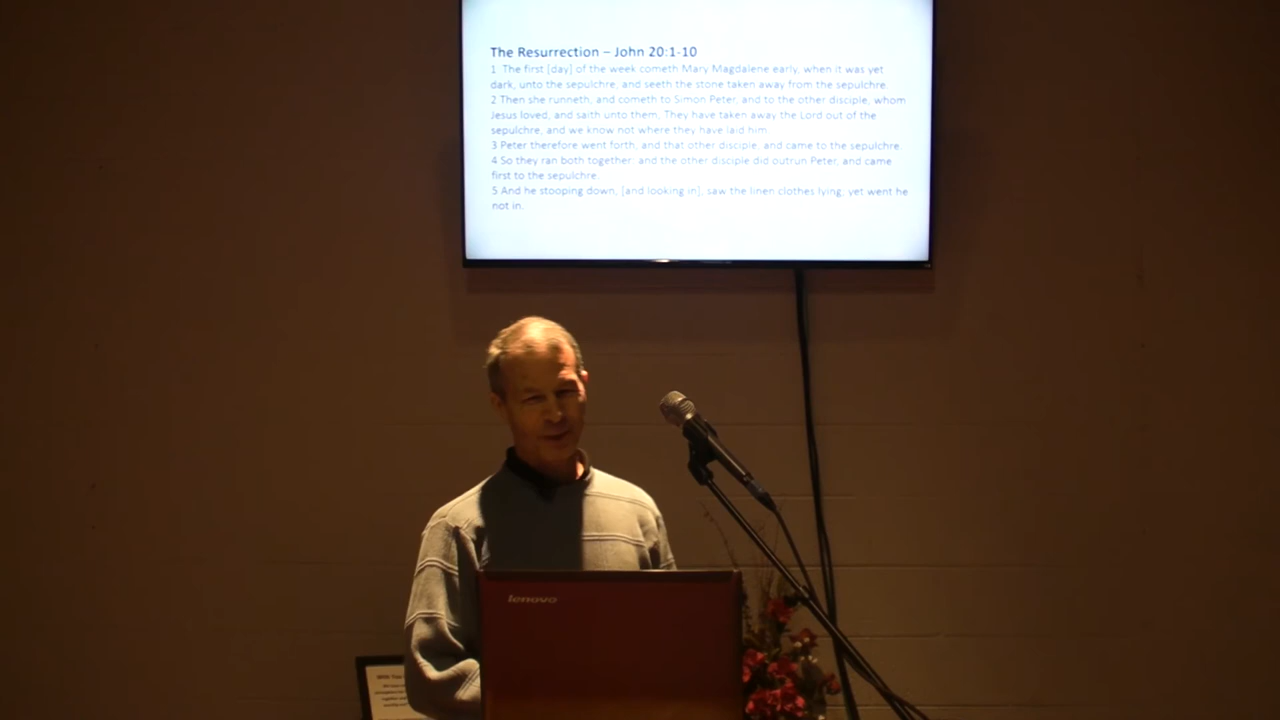 The Resurrection – John 20:1-10
1 The first [day] of the week cometh Mary Magdalene early, when it was yet
dark, unto the sepulchre, and seeth the stone taken away from the sepulchre.
2 Then she runneth, and cometh to Simon Peter, and to the other disciple, whom
Jesus loved, and saith unto them, They have taken away the Lord out of the
sepulchre, and we know not where they have laid him.
3 Peter therefore went forth, and that other disciple, and came to the sepulchre.
4 So they ran both together: and the other disciple did outrun Peter, and came
first to the sepulchre.
5 And he stooping down, [and looking in], saw the linen clothes lying; yet went he
not in.
lenovo